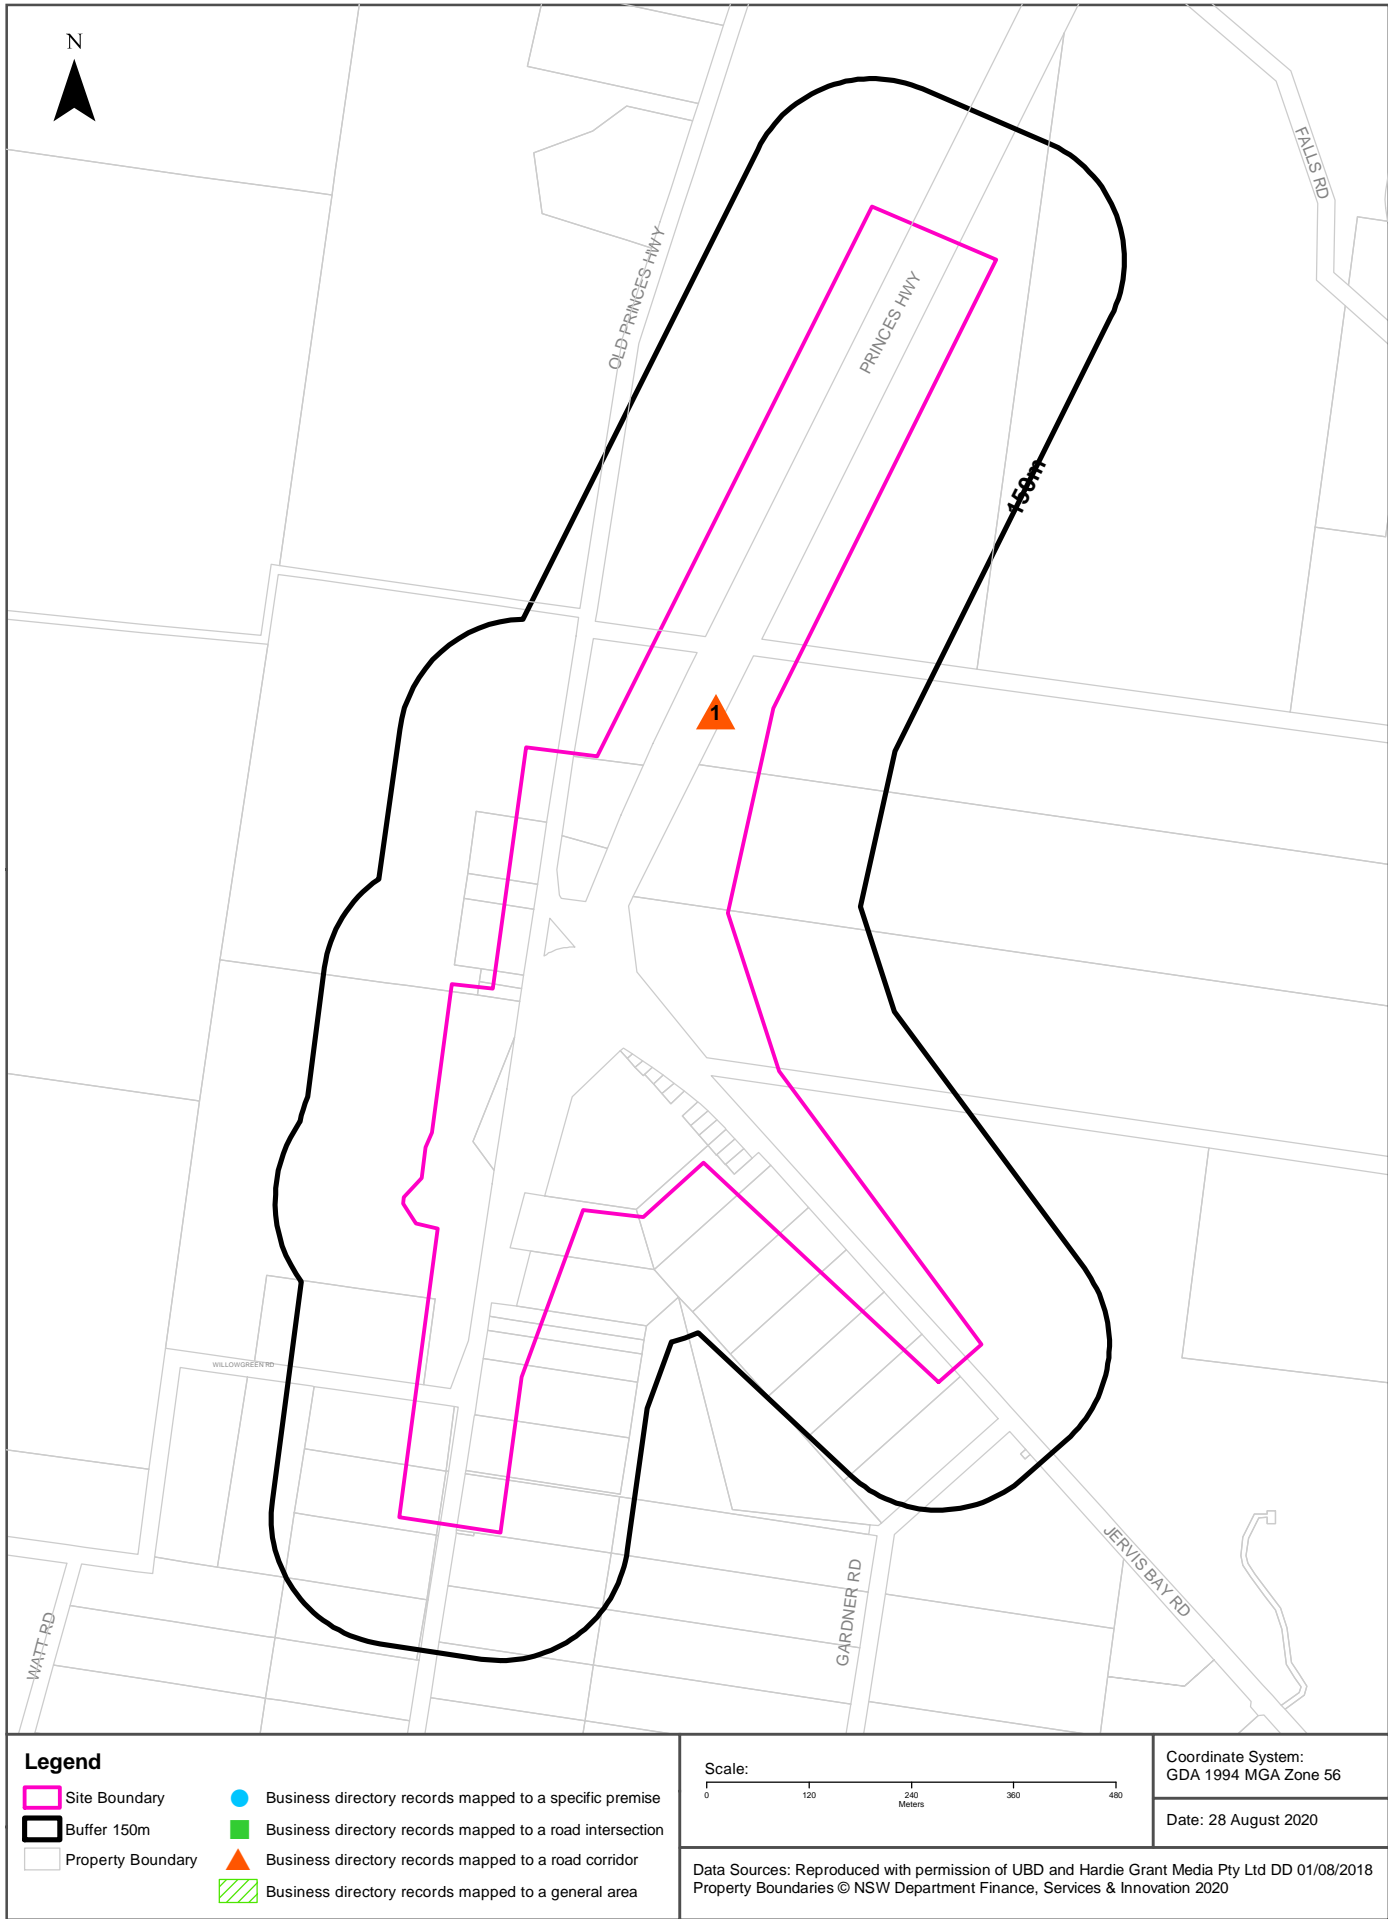 N
FALLS RD
OLD PRINCES HWY
PRINCES HWY
150m
1
WILLOWGREEN RD
WATT RD
GARDNER RD
JERVIS BAY RD
Legend
Site Boundary
Buffer 150m
Property Boundary
Business directory records mapped to a specific premise
Business directory records mapped to a road intersection
Business directory records mapped to a road corridor
Business directory records mapped to a general area
Scale:
0 120 240 360 480
Meters
Coordinate System:
GDA 1994 MGA Zone 56
Date: 28 August 2020
Data Sources: Reproduced with permission of UBD and Hardie Grant Media Pty Ltd DD 01/08/2018
Property Boundaries © NSW Department Finance, Services & Innovation 2020